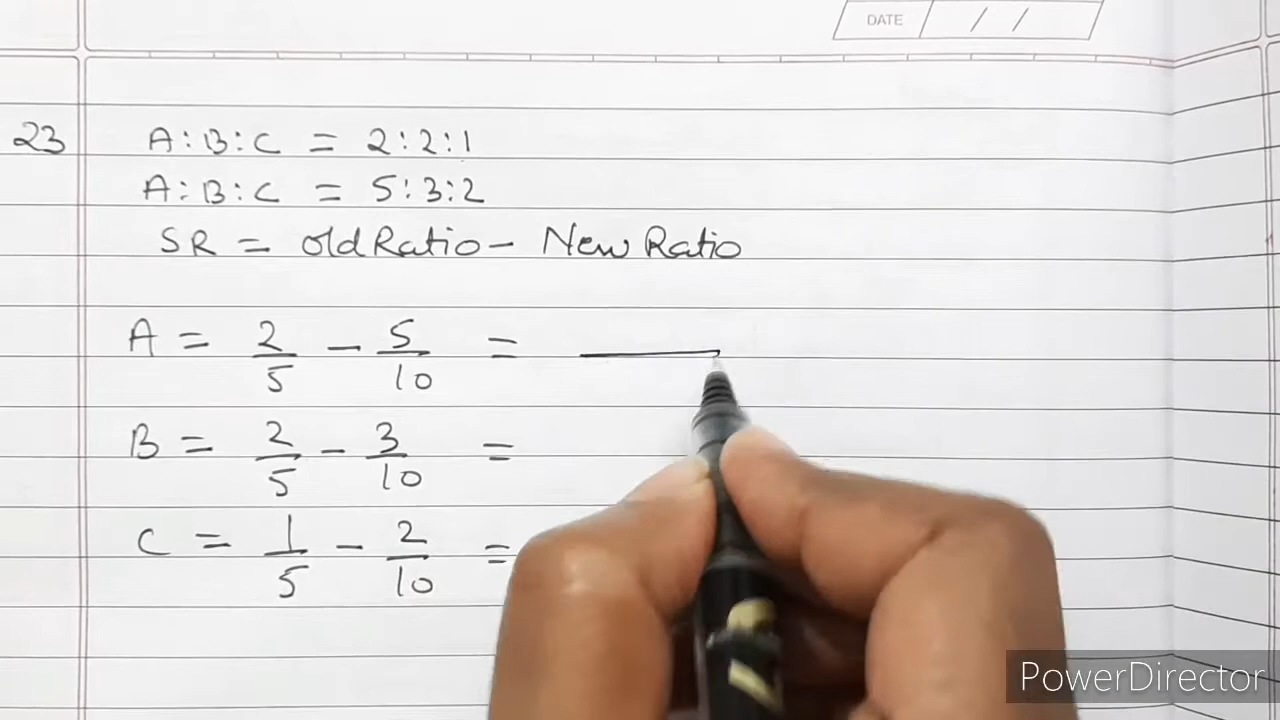 DATE / /
23 A:B:C = 2:2:1
A:B:C = 5:3:2
SR = old Ratio - New Ratio
A = 2/5 - 5/10 =
B = 2/5 - 3/10 =
C = 1/5 - 2/10 =
PowerDirector